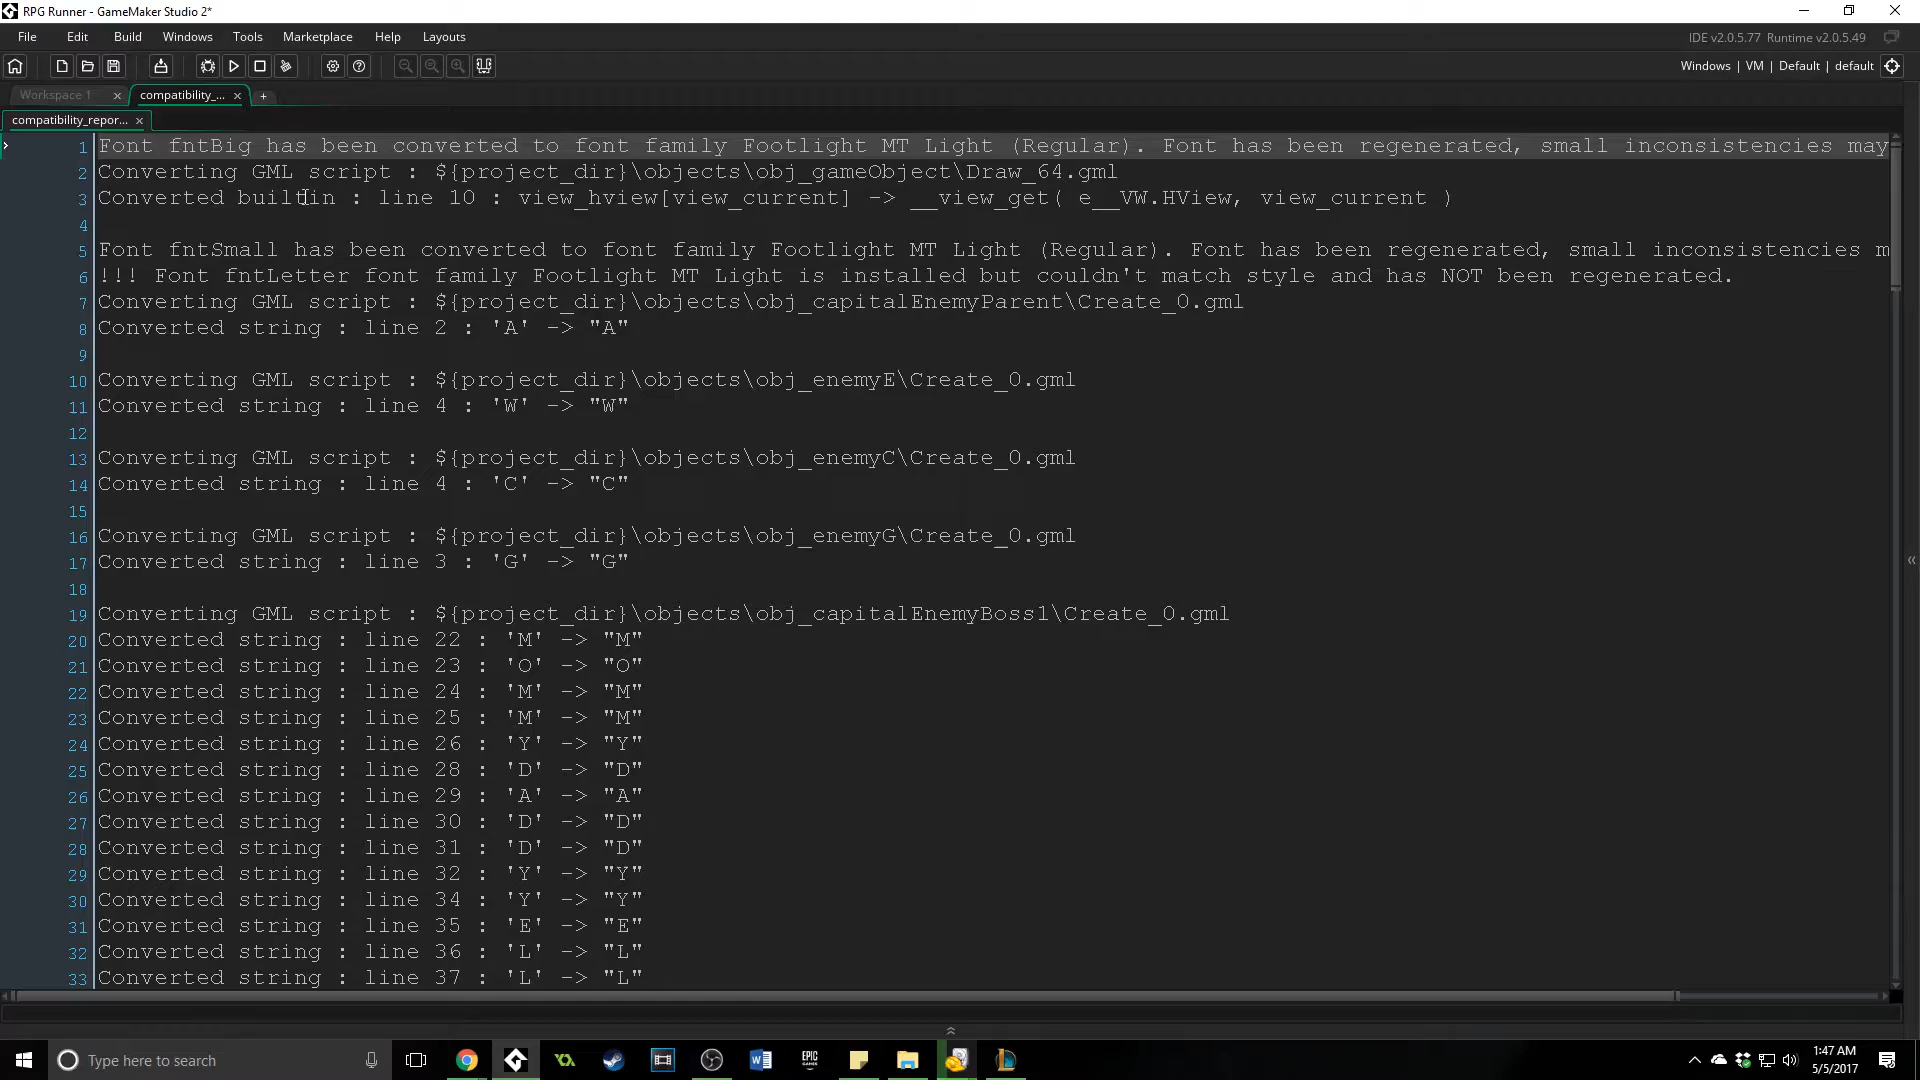 RPG Runner - GameMaker Studio 2*
File Edit Build Windows Tools Marketplace Help Layouts
IDE v2.0.5.77 Runtime v2.0.5.49
Windows | VM | Default | default
Workspace 1 × compatibility_... × +
compatibility_repor... ×
1 Font fntBig has been converted to font family Footlight MT Light (Regular). Font has been regenerated, small inconsistencies may
2 Converting GML script : ${project_dir}\objects\obj_gameObject\Draw_64.gml
3 Converted builtin : line 10 : view_hview[view_current] -> __view_get( e__VW.HView, view_current )
4
5 Font fntSmall has been converted to font family Footlight MT Light (Regular). Font has been regenerated, small inconsistencies m
6 !!! Font fntLetter font family Footlight MT Light is installed but couldn't match style and has NOT been regenerated.
7 Converting GML script : ${project_dir}\objects\obj_capitalEnemyParent\Create_0.gml
8 Converted string : line 2 : 'A' -> "A"
9
10 Converting GML script : ${project_dir}\objects\obj_enemyE\Create_0.gml
11 Converted string : line 4 : 'W' -> "W"
12
13 Converting GML script : ${project_dir}\objects\obj_enemyC\Create_0.gml
14 Converted string : line 4 : 'C' -> "C"
15
16 Converting GML script : ${project_dir}\objects\obj_enemyG\Create_0.gml
17 Converted string : line 3 : 'G' -> "G"
18
19 Converting GML script : ${project_dir}\objects\obj_capitalEnemyBoss1\Create_0.gml
20 Converted string : line 22 : 'M' -> "M"
21 Converted string : line 23 : 'O' -> "O"
22 Converted string : line 24 : 'M' -> "M"
23 Converted string : line 25 : 'M' -> "M"
24 Converted string : line 26 : 'Y' -> "Y"
25 Converted string : line 28 : 'D' -> "D"
26 Converted string : line 29 : 'A' -> "A"
27 Converted string : line 30 : 'D' -> "D"
28 Converted string : line 31 : 'D' -> "D"
29 Converted string : line 32 : 'Y' -> "Y"
30 Converted string : line 34 : 'Y' -> "Y"
31 Converted string : line 35 : 'E' -> "E"
32 Converted string : line 36 : 'L' -> "L"
33 Converted string : line 37 : 'L' -> "L"
Type here to search
EPIC GAMES
1:47 AM
5/5/2017